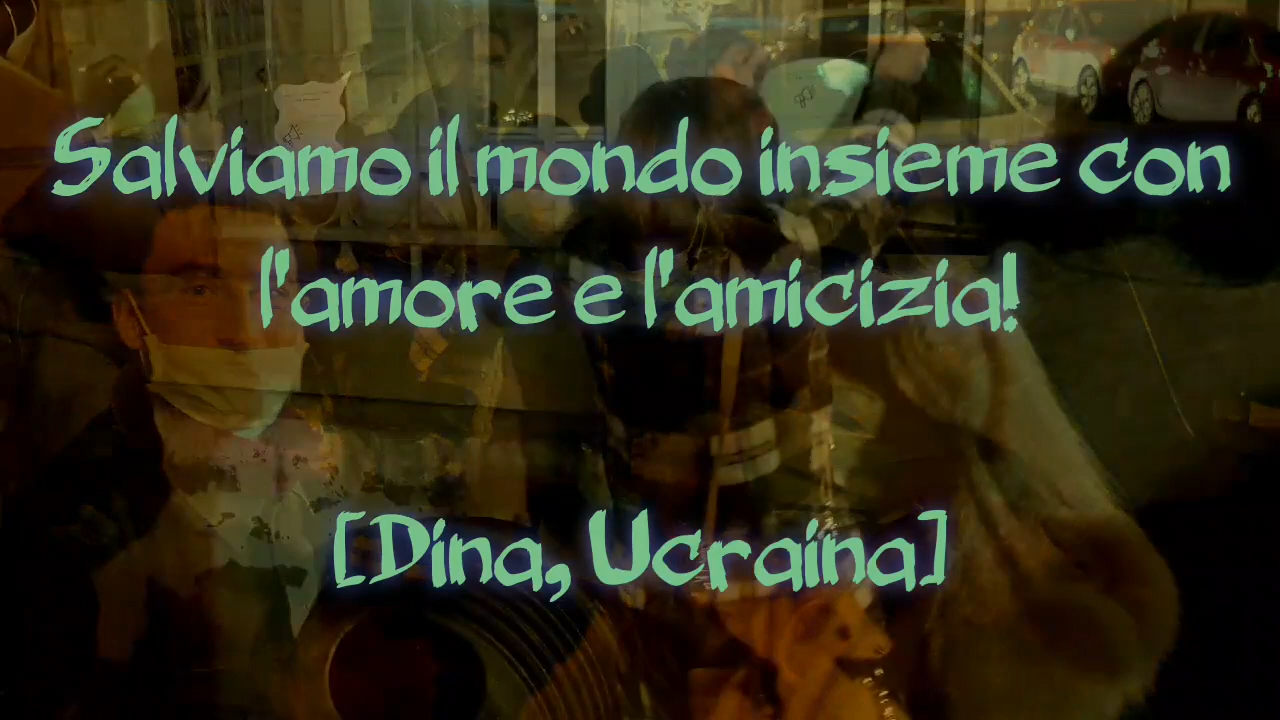 Salviamo il mondo insieme con
l'amore e l'amicizia!
[Dina, Ucraina]